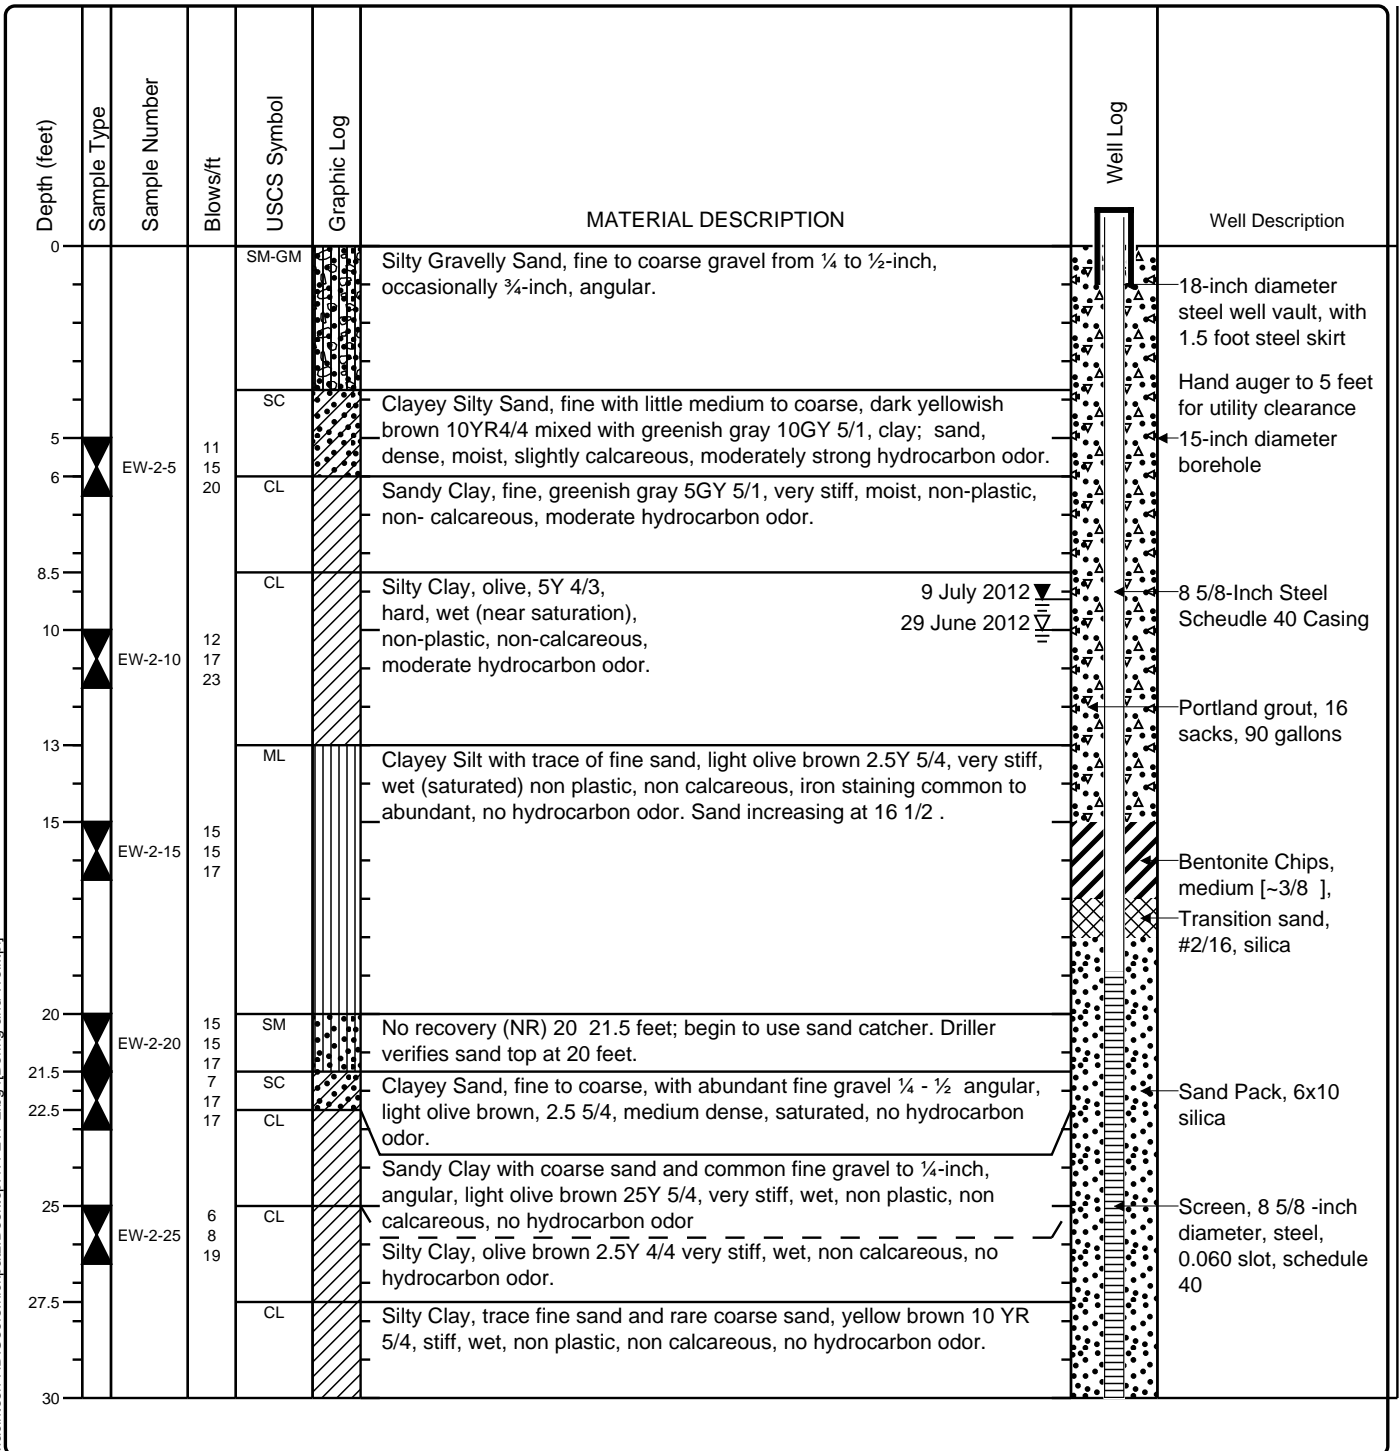 Depth (feet)
Sample Type
Sample Number
Blows/ft
USCS Symbol
Graphic Log
MATERIAL DESCRIPTION
Well Log
Well Description
0
SM-GM
Silty Gravelly Sand, fine to coarse gravel from ¼ to ½-inch,
occasionally ¾-inch, angular.
18-inch diameter
steel well vault, with
1.5 foot steel skirt
Hand auger to 5 feet
for utility clearance
SC
Clayey Silty Sand, fine with little medium to coarse, dark yellowish
brown 10YR4/4 mixed with greenish gray 10GY 5/1, clay; sand,
dense, moist, slightly calcareous, moderately strong hydrocarbon odor.
15-inch diameter
borehole
5
EW-2-5
11
15
20
6
CL
Sandy Clay, fine, greenish gray 5GY 5/1, very stiff, moist, non-plastic,
non- calcareous, moderate hydrocarbon odor.
8.5
CL
Silty Clay, olive, 5Y 4/3,
hard, wet (near saturation),
non-plastic, non-calcareous,
moderate hydrocarbon odor.
9 July 2012
29 June 2012
8 5/8-Inch Steel
Scheudle 40 Casing
10
EW-2-10
12
17
23
Portland grout, 16
sacks, 90 gallons
13
ML
Clayey Silt with trace of fine sand, light olive brown 2.5Y 5/4, very stiff,
wet (saturated) non plastic, non calcareous, iron staining common to
abundant, no hydrocarbon odor. Sand increasing at 16 1/2 .
15
EW-2-15
15
15
17
Bentonite Chips,
medium [~3/8 ],
Transition sand,
#2/16, silica
20
EW-2-20
15
15
17
SM
No recovery (NR) 20 21.5 feet; begin to use sand catcher. Driller
verifies sand top at 20 feet.
21.5
7
17
17
SC
Clayey Sand, fine to coarse, with abundant fine gravel ¼ - ½ angular,
light olive brown, 2.5 5/4, medium dense, saturated, no hydrocarbon
odor.
Sand Pack, 6x10
silica
22.5
CL
Sandy Clay with coarse sand and common fine gravel to ¼-inch,
angular, light olive brown 25Y 5/4, very stiff, wet, non plastic, non
calcareous, no hydrocarbon odor
25
EW-2-25
6
8
19
CL
Silty Clay, olive brown 2.5Y 4/4 very stiff, wet, non calcareous, no
hydrocarbon odor.
Screen, 8 5/8 -inch
diameter, steel,
0.060 slot, schedule
40
27.5
CL
Silty Clay, trace fine sand and rare coarse sand, yellow brown 10 YR
5/4, stiff, wet, non plastic, non calcareous, no hydrocarbon odor.
30